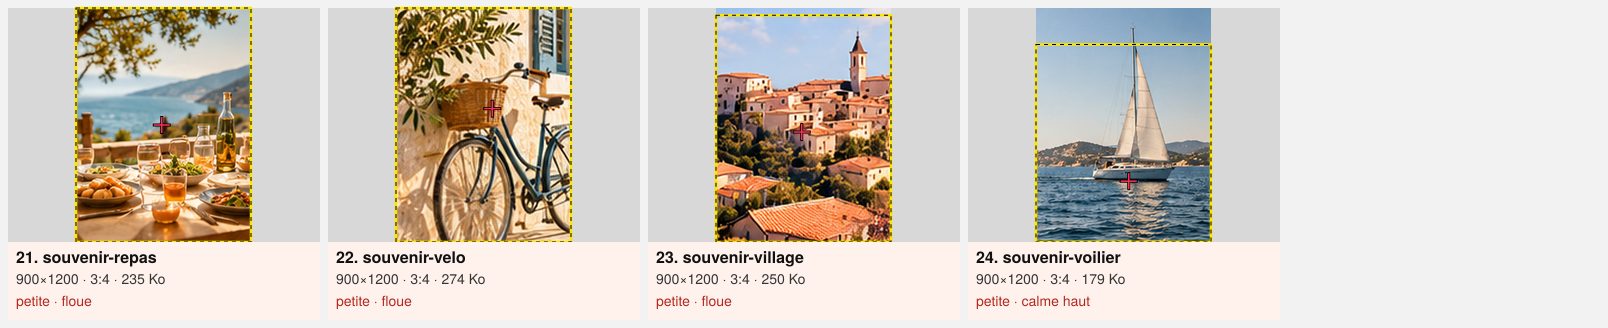 21. souvenir-repas
900×1200 · 3:4 · 235 Ko
petite · floue
22. souvenir-velo
900×1200 · 3:4 · 274 Ko
petite · floue
23. souvenir-village
900×1200 · 3:4 · 250 Ko
petite · floue
24. souvenir-voilier
900×1200 · 3:4 · 179 Ko
petite · calme haut